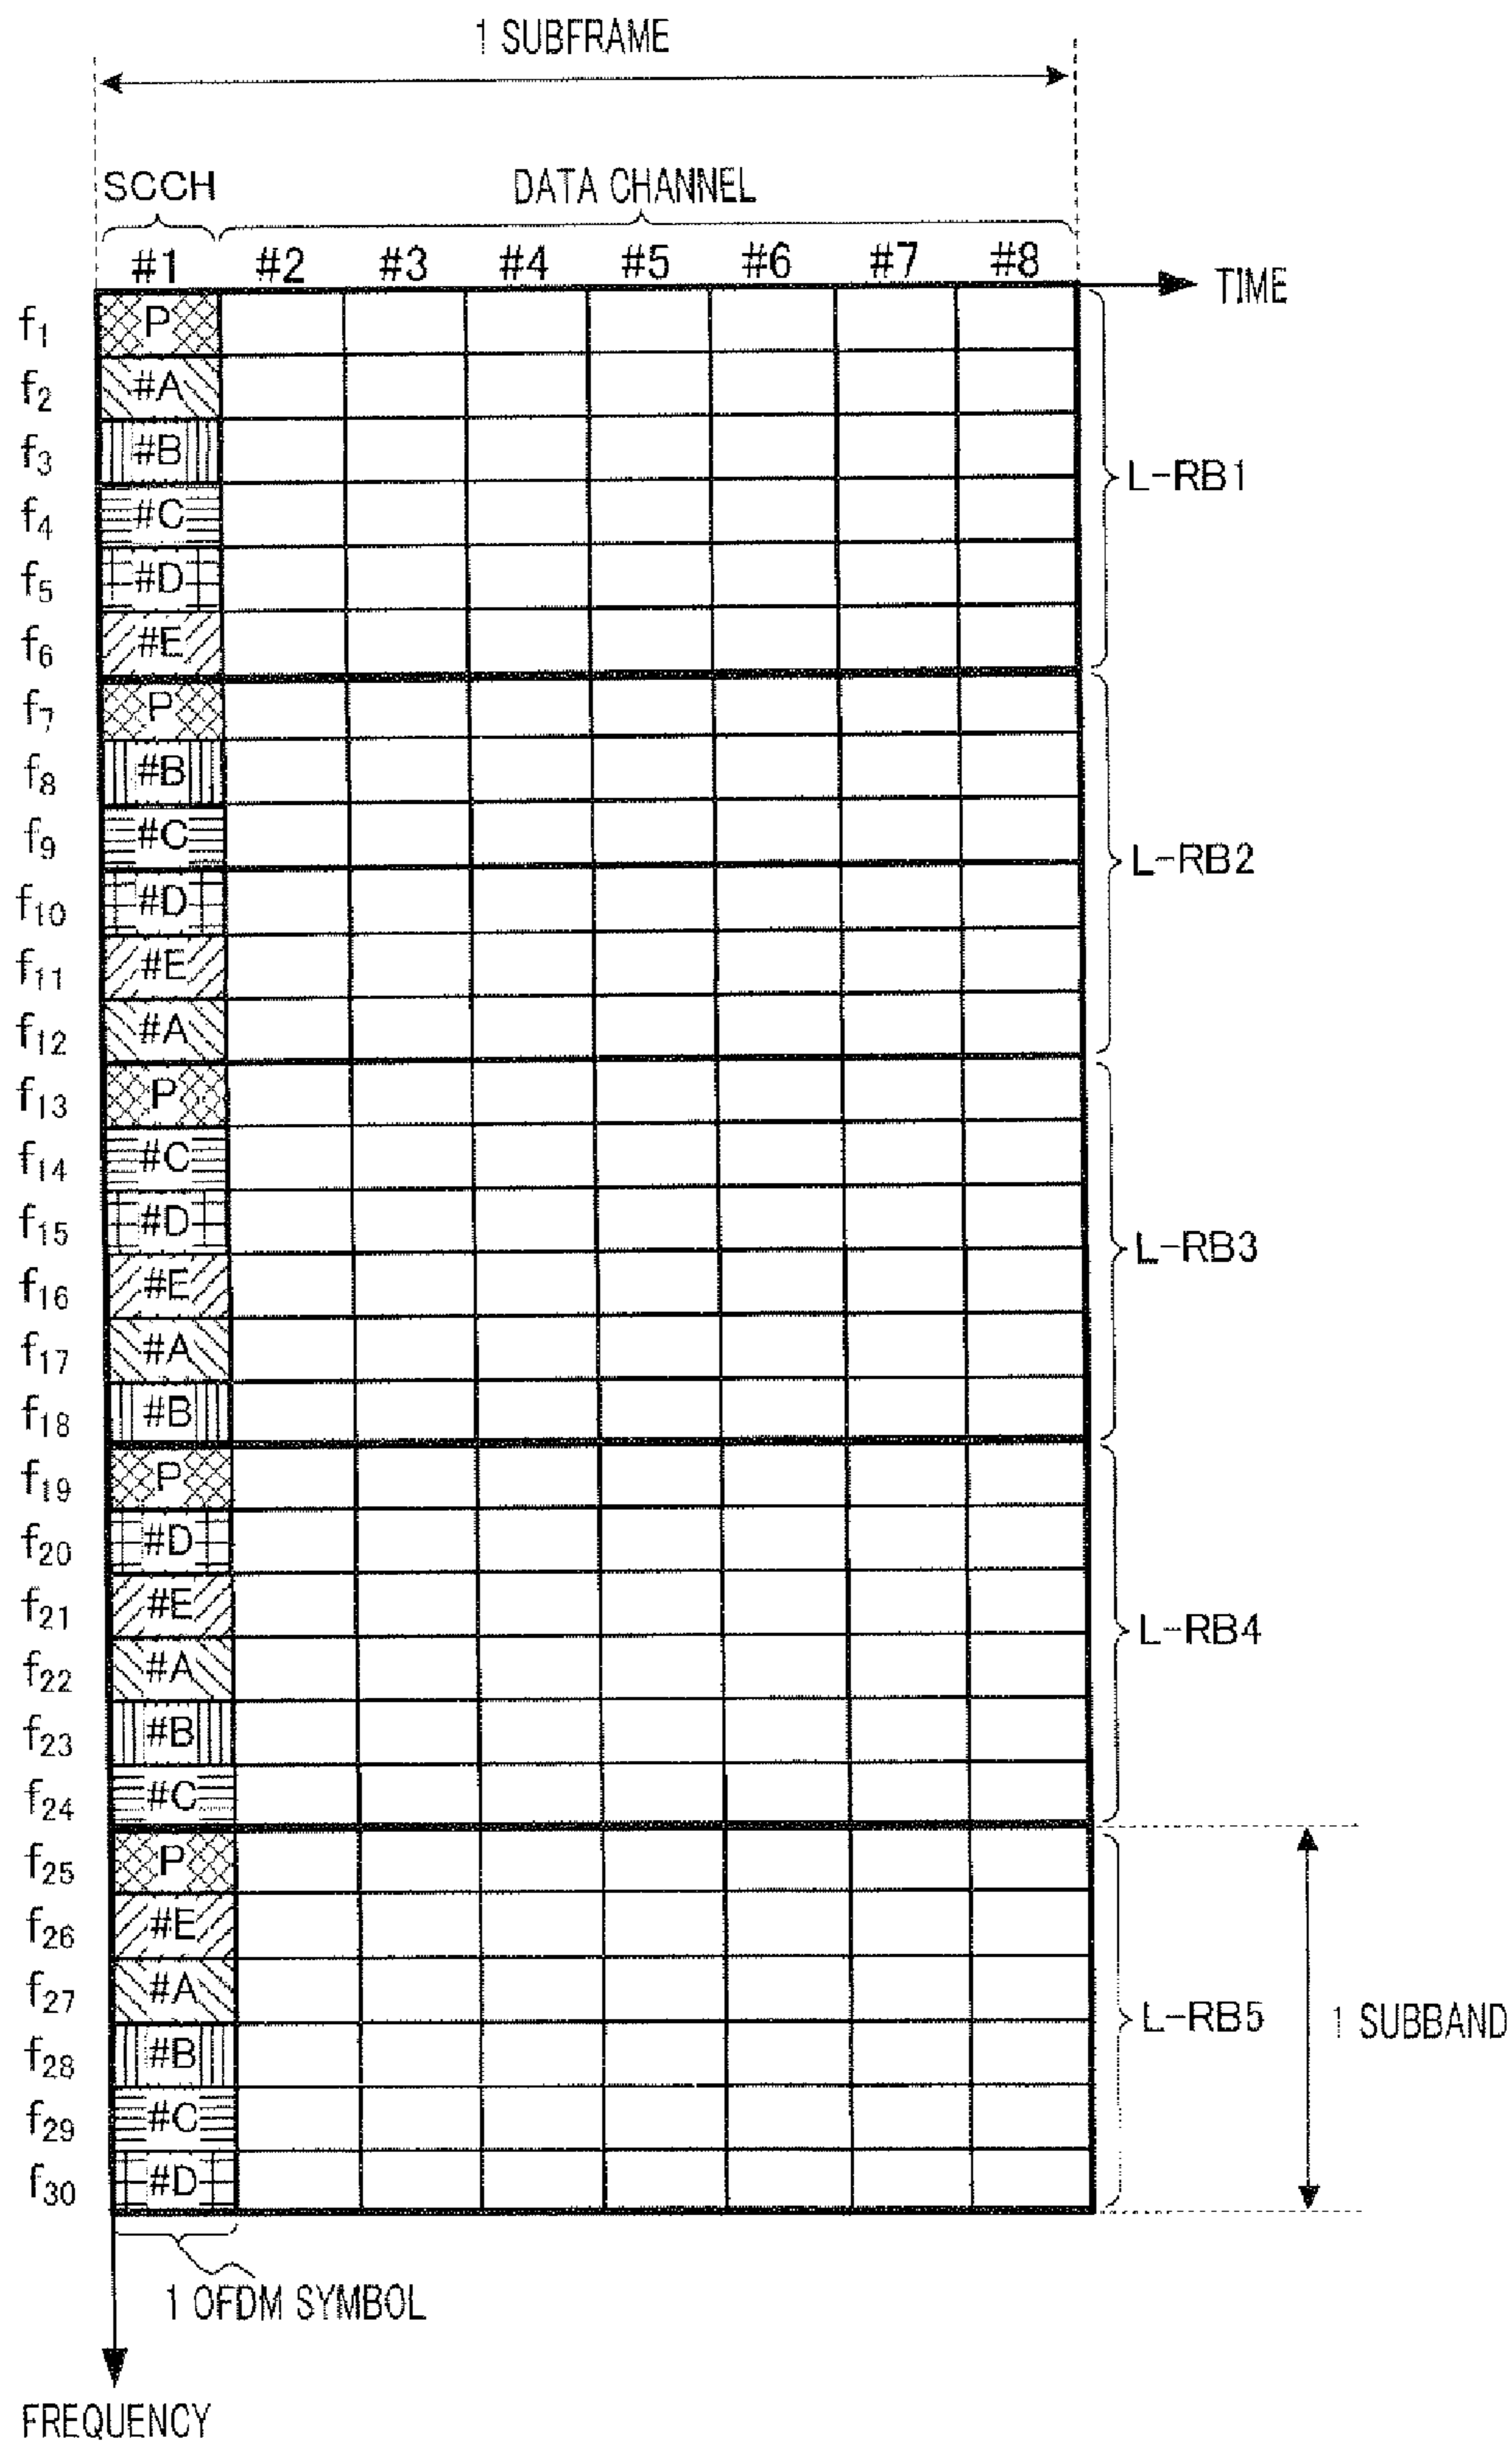 1 SUBFRAME
SCCH DATA CHANNEL
#1 #2 #3 #4 #5 #6 #7 #8 TIME
f1 P
f2 #A
f3 #B
L-RB1
f4 #C
f5 #D
f6 #E
f7 P
f8 #B
f9 #C
L-RB2
f10 #D
f11 #E
f12 #A
f13 P
f14 #C
f15 #D
L-RB3
f16 #E
f17 #A
f18 #B
f19 P
f20 #D
f21 #E
L-RB4
f22 #A
f23 #B
f24 #C
f25 P
f26 #E
f27 #A
L-RB5 1 SUBBAND
f28 #B
f29 #C
f30 #D
1 OFDM SYMBOL
FREQUENCY